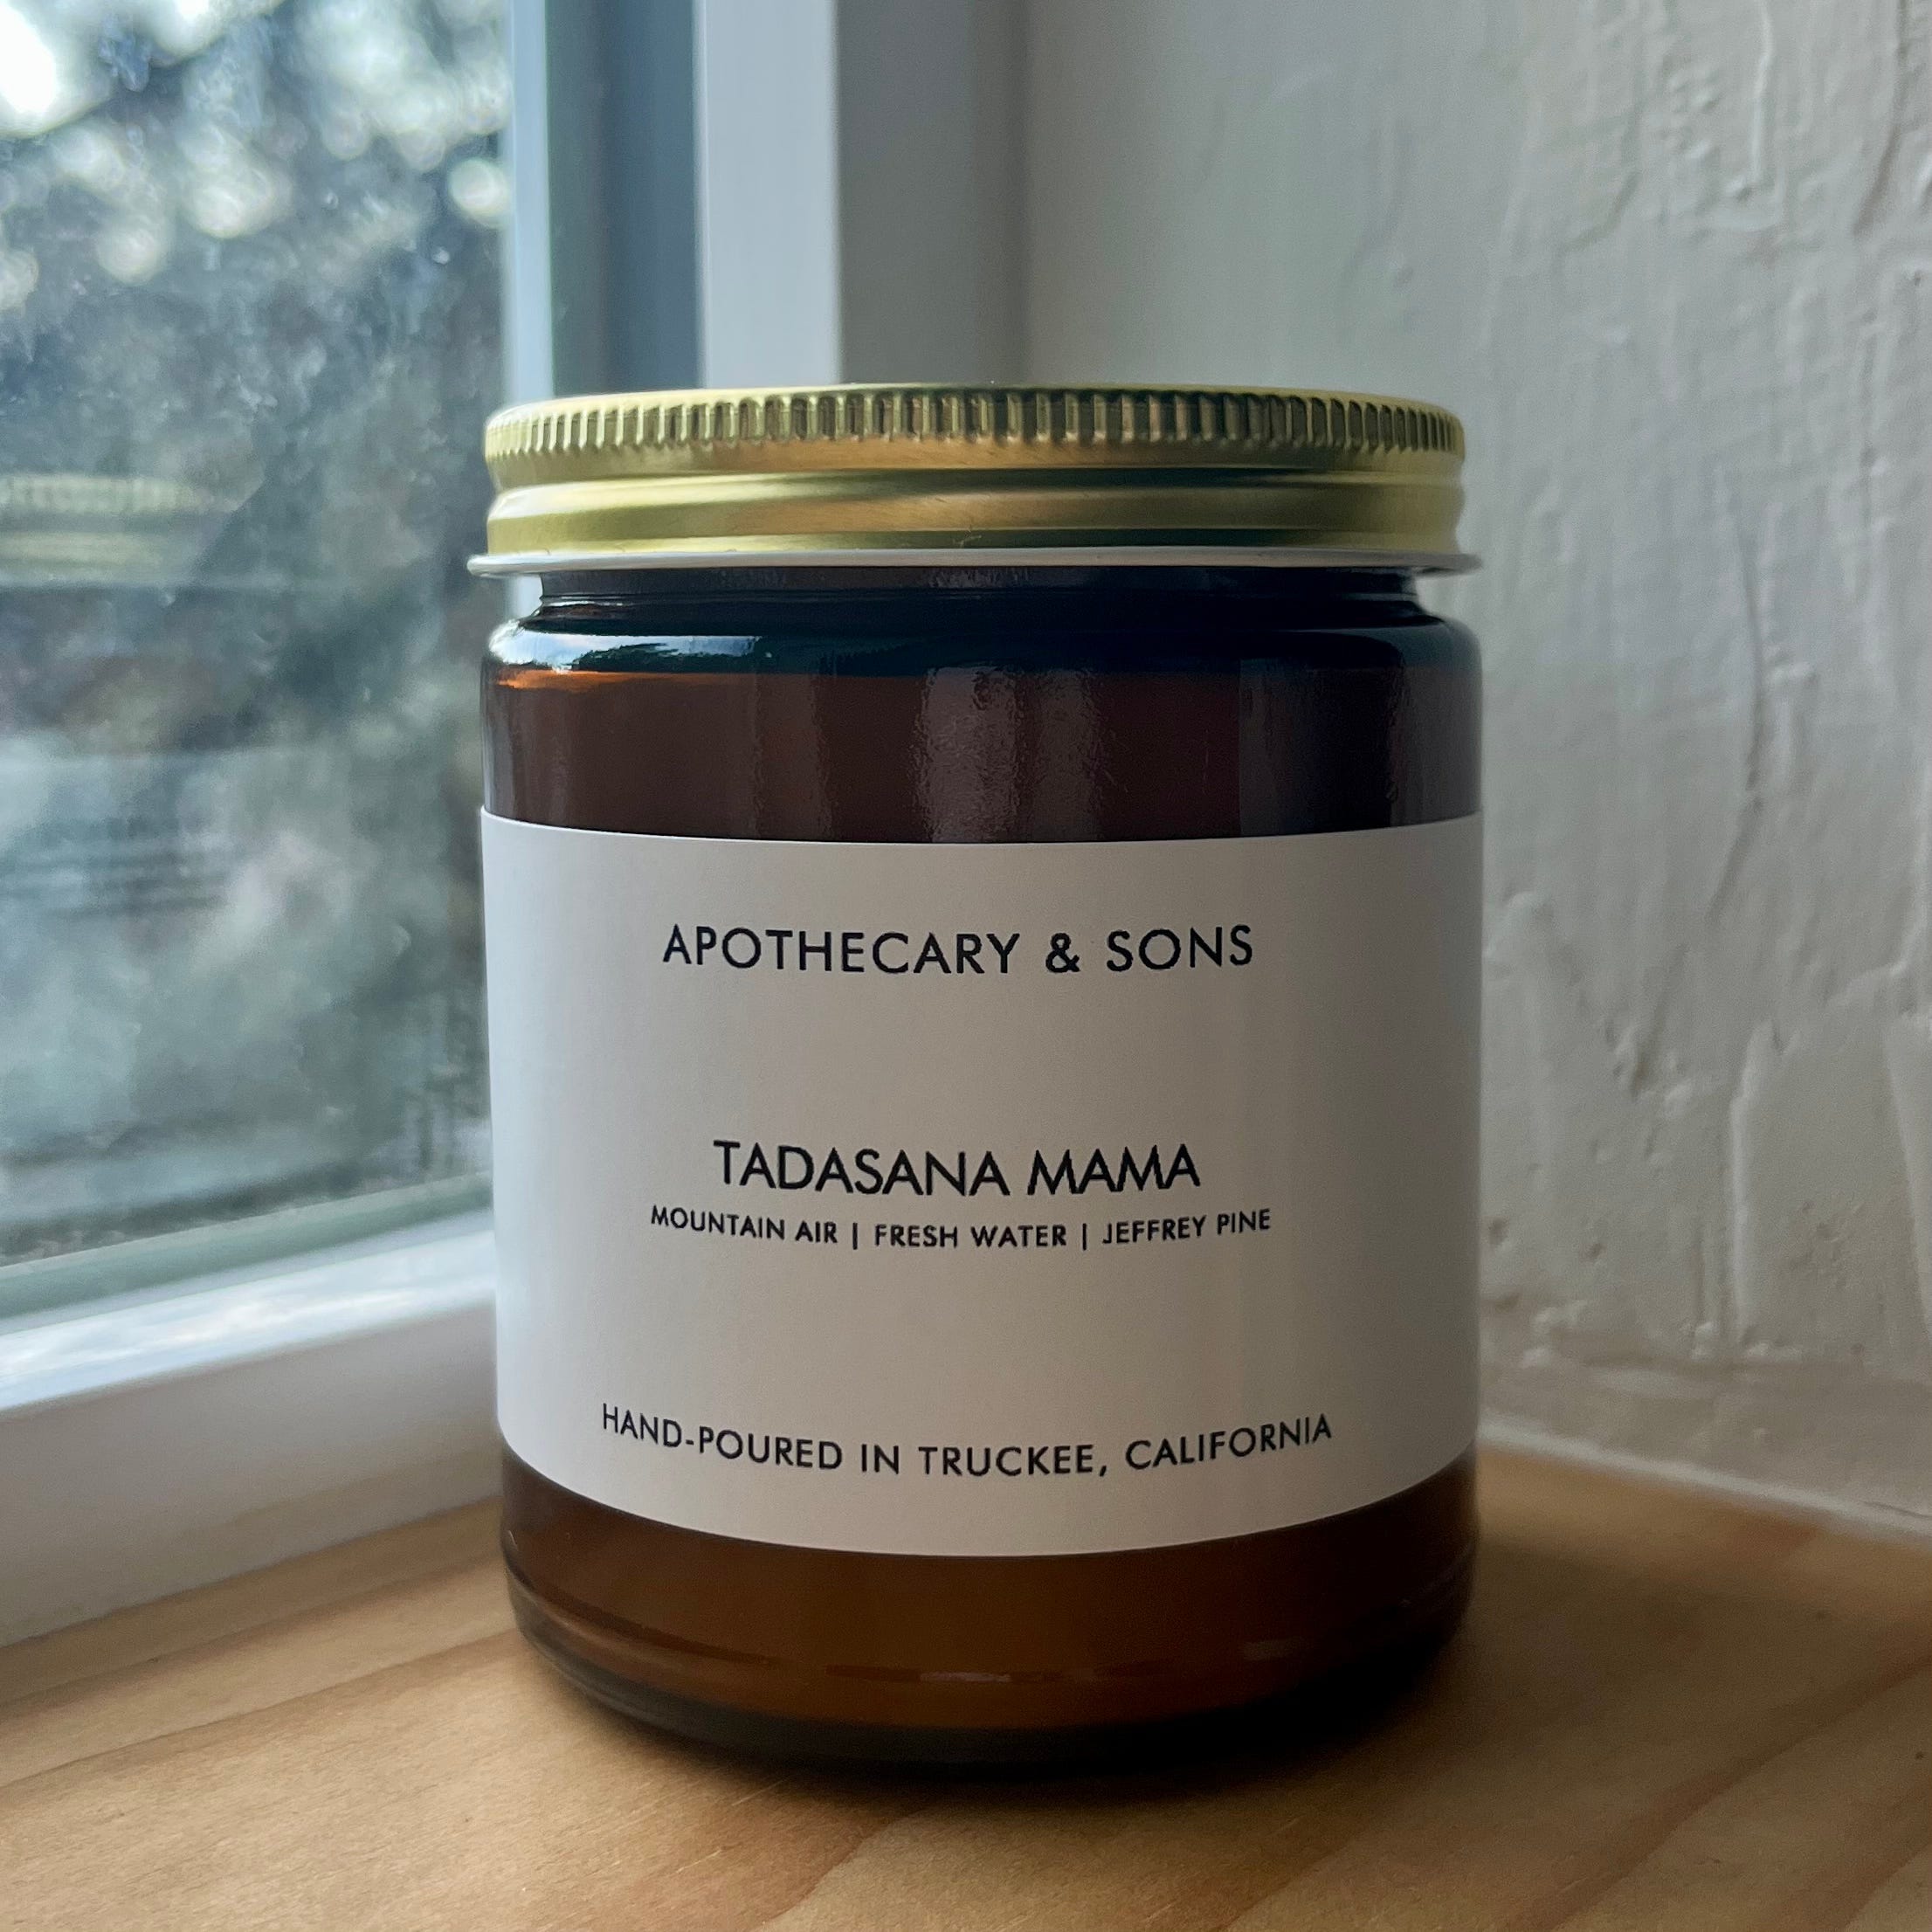 APOTHECARY & SONS
TADASANA MAMA
MOUNTAIN AIR | FRESH WATER | JEFFREY PINE
HAND-POURED IN TRUCKEE, CALIFORNIA